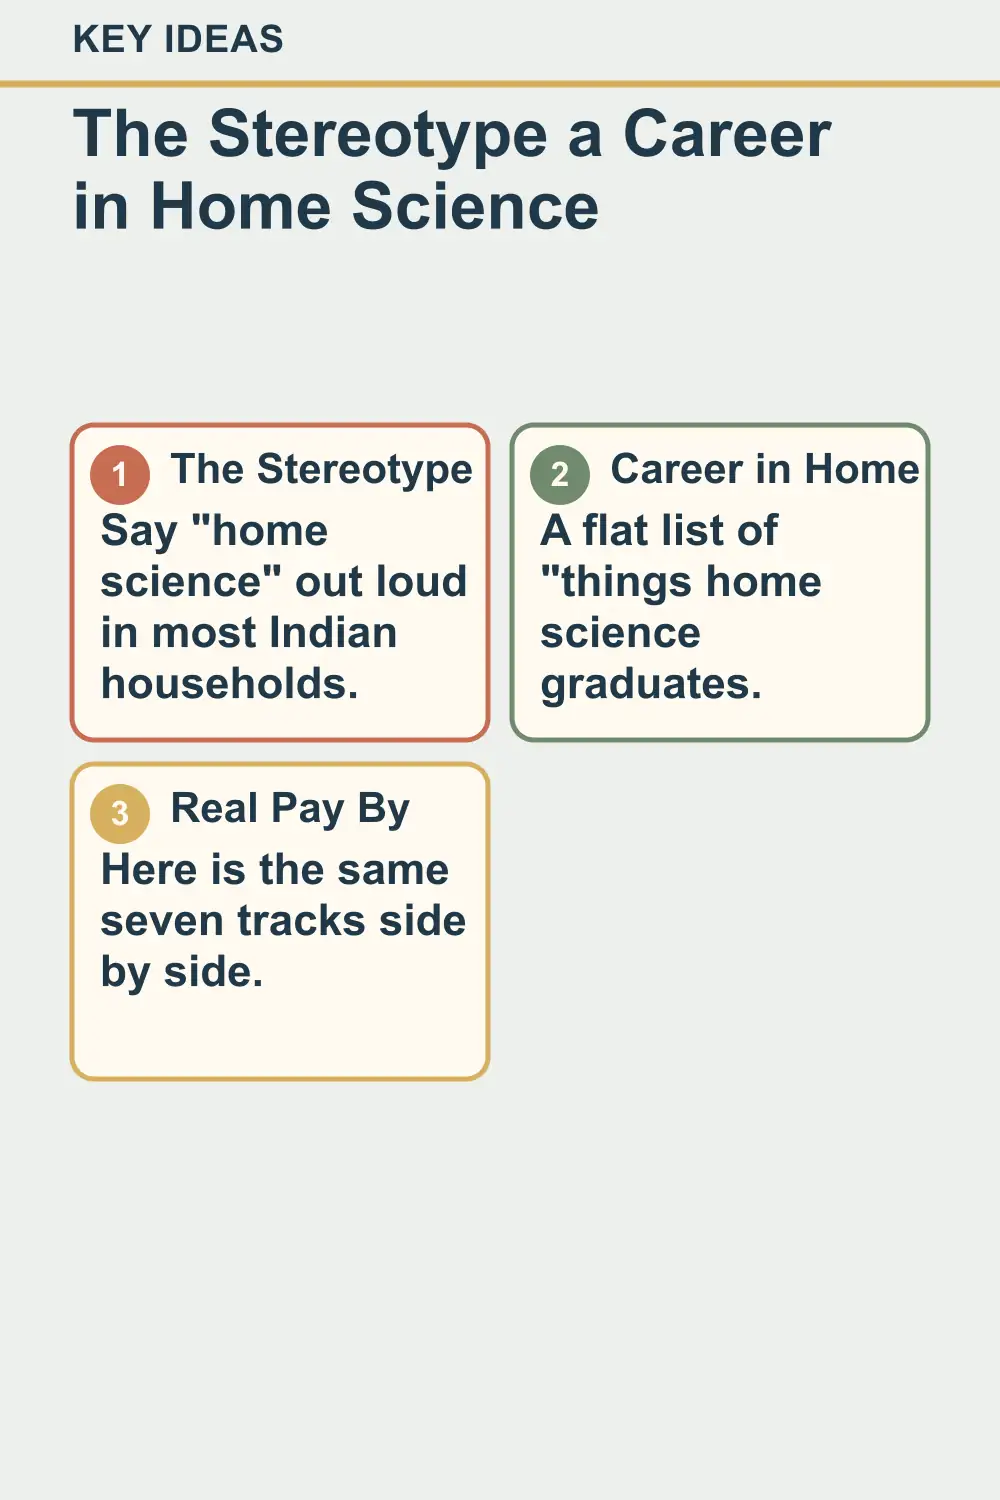 KEY IDEAS
The Stereotype a Career
in Home Science
1
The Stereotype
Say "home
science" out loud
in most Indian
households.
2
Career in Home
A flat list of
"things home
science
graduates.
3
Real Pay By
Here is the same
seven tracks side
by side.